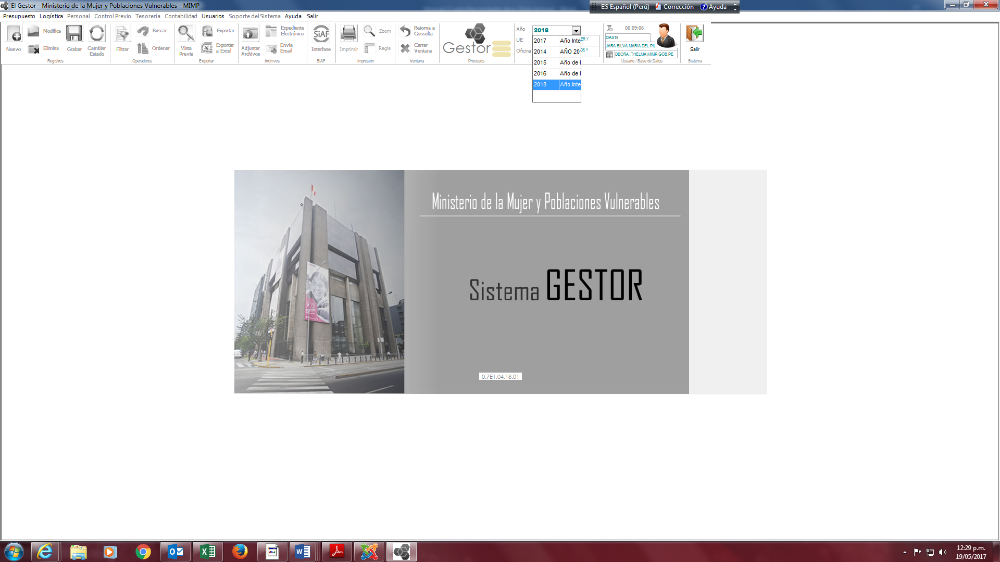 El Gestor - Ministerio de la Mujer y Poblaciones Vulnerables - MIMP
ES Español (Perú) Corrección Ayuda
Presupuesto Logística Personal Control Previo Tesoreria Contabilidad Usuarios Soporte del Sistema Ayuda Salir
Nuevo
Modifica
Elimina
Grabar
Cambiar
Estado
Registros
Filtrar
Buscar
Ordenar
Operadores
Vista
Previa
Exportar
Exportar
a Excel
Exportar
Adjuntar
Archivos
Expediente
Electrónico
Envia
Email
Archivos
SiAF
Interfase
SIAF
Imprimir
Zoom
Regla
Impresión
Retorna a
Consulta
Cerrar
Ventana
Ventana
Gestor
Procesos
Año 2018
UE
Oficina
2017 Año Inte
2014 AÑO 20
2015 Año de l
2016 Año de l
2018 Año Inte
ER Y
OS Y
00:09:06
OAS19
JARA SILVA MARIA DEL PIL
DBORA_THELMA.MIMP.GOB.PE
Usuario / Base de Datos
Salir
Sistema
Ministerio de la Mujer y Poblaciones Vulnerables
Sistema GESTOR
0.7E1.04.18.01
12:29 p.m.
19/05/2017